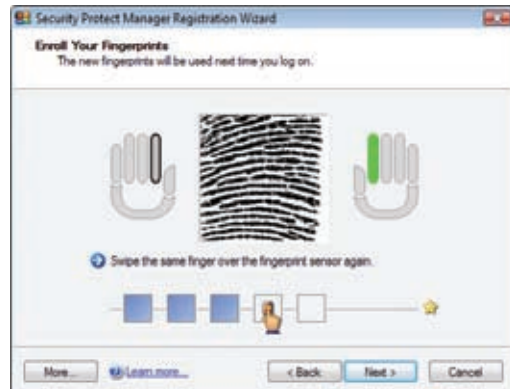 Security Protect Manager Registration Wizard
Enroll Your Fingerprints
The new fingerprints will be used next time you log on.
Swipe the same finger over the fingerprint sensor again.
More...
Learn more...
< Back
Next >
Cancel